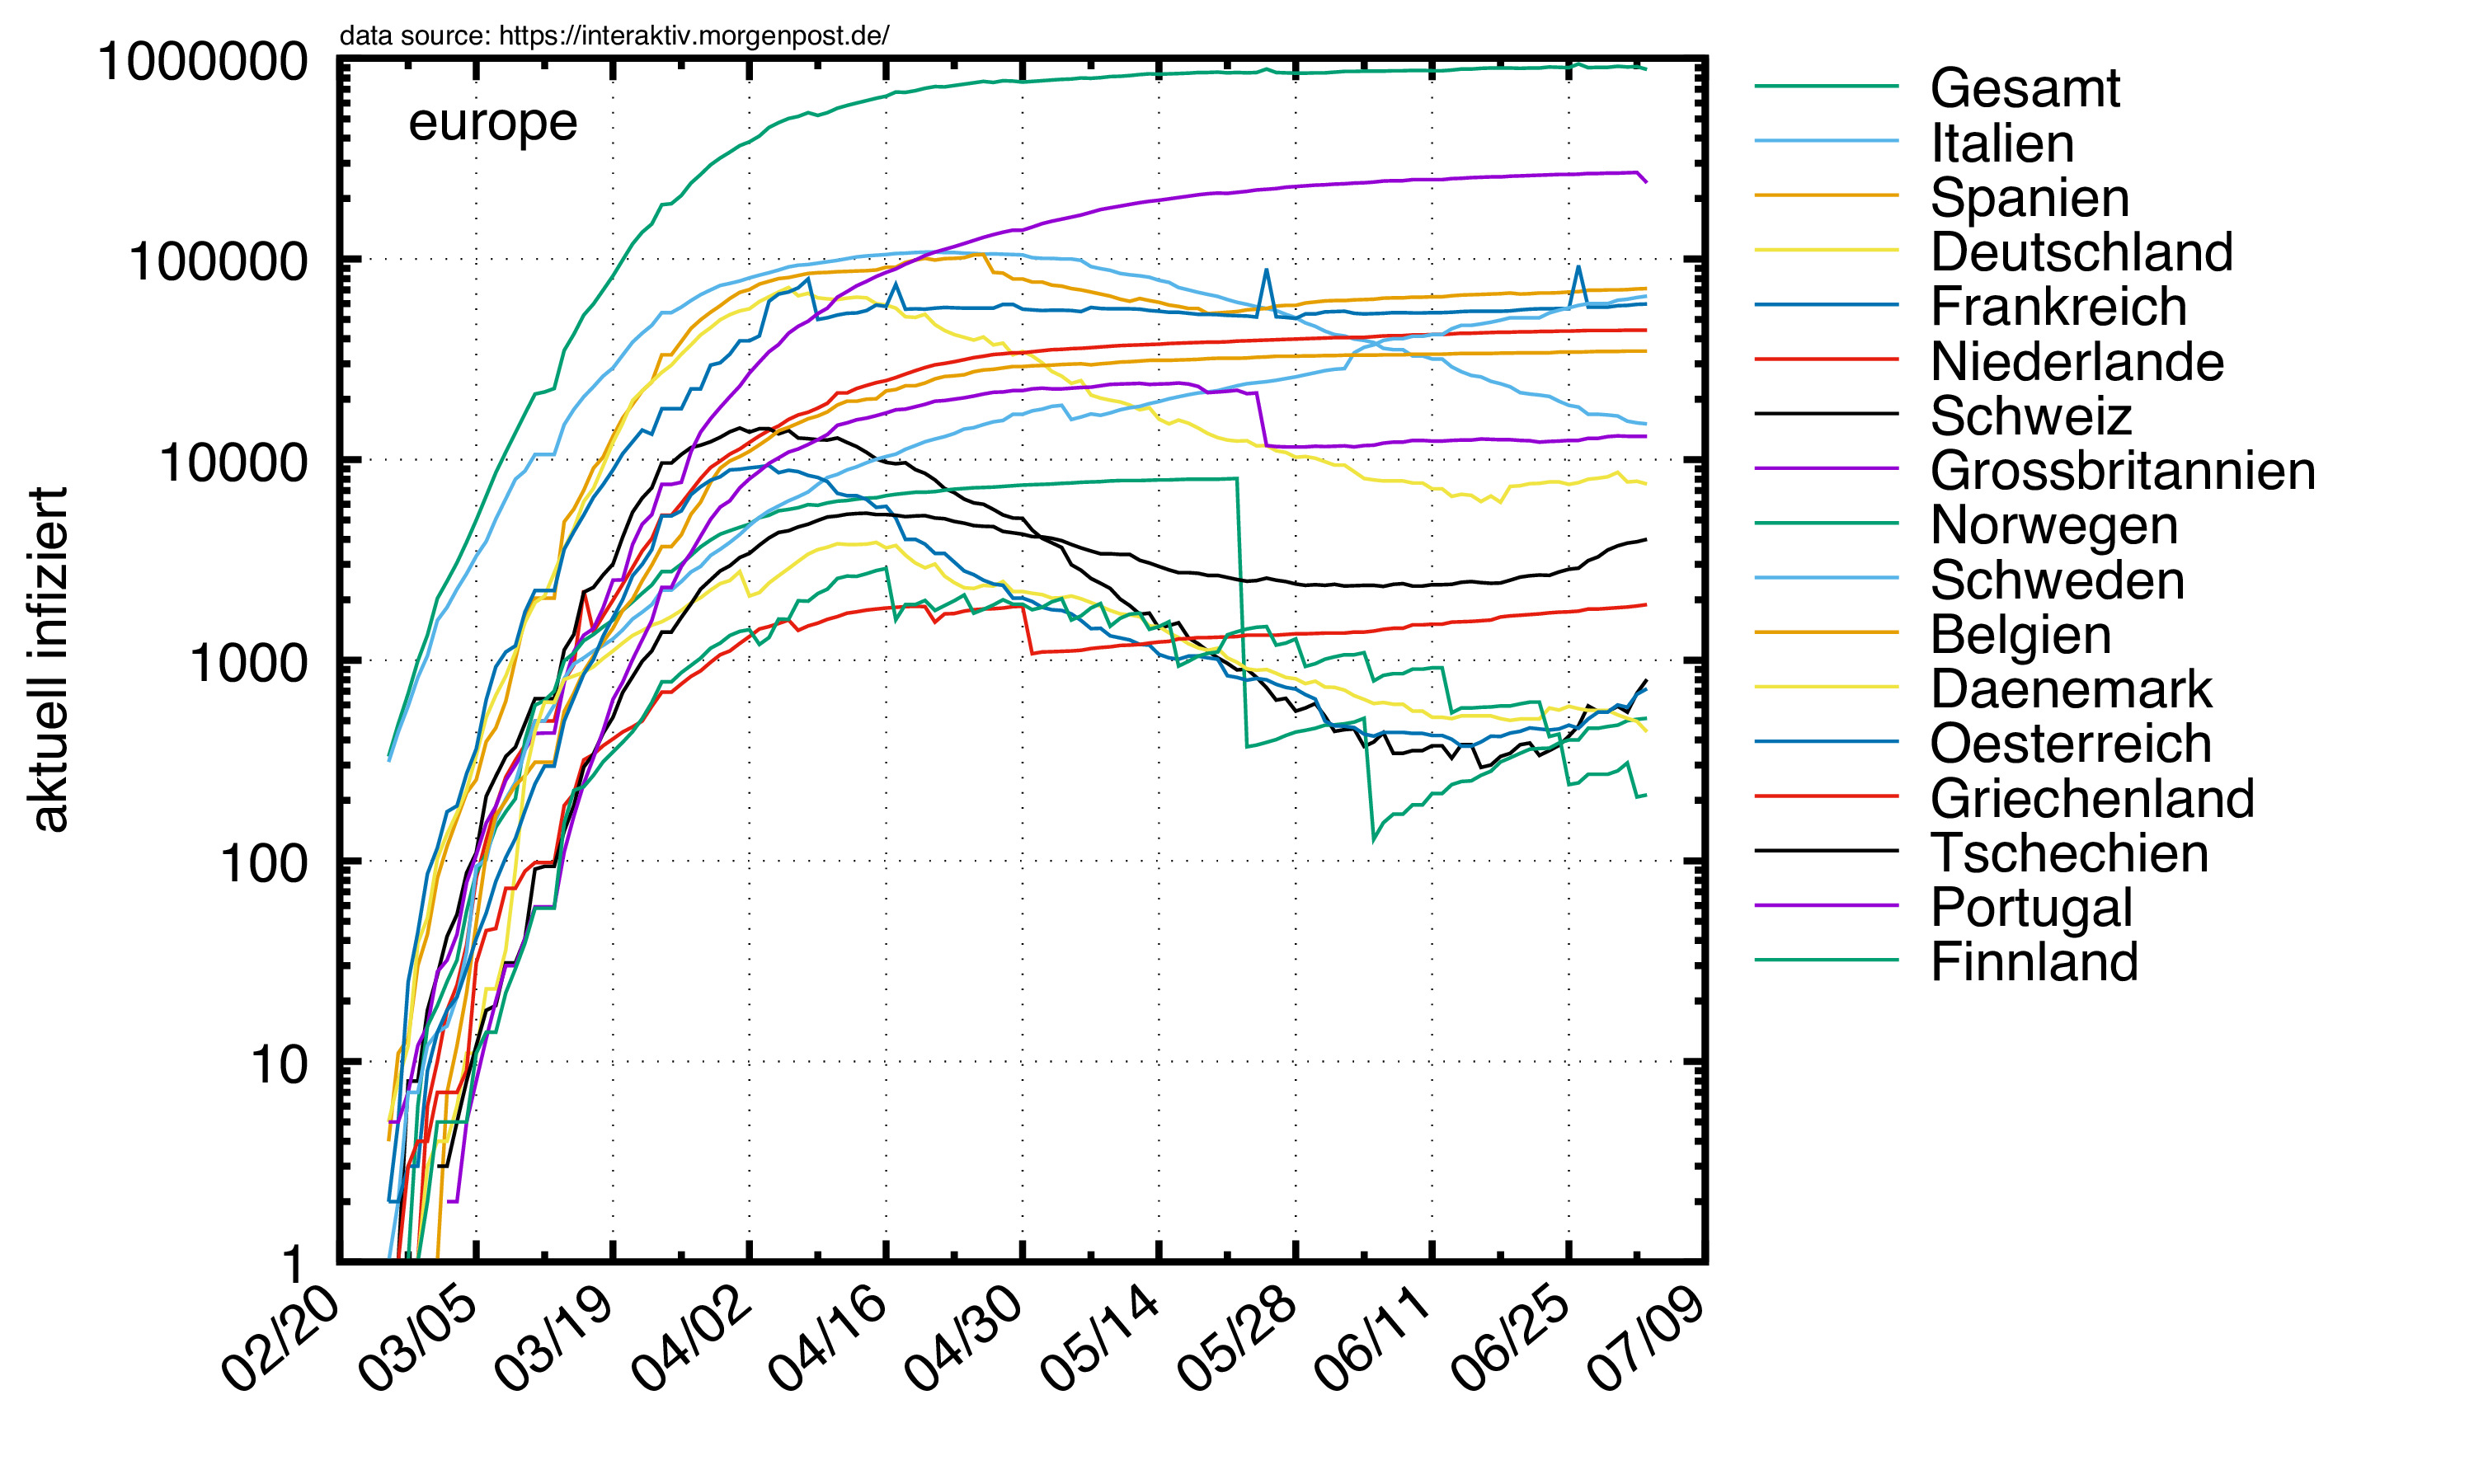 data source: https://interaktiv.morgenpost.de/
europe
aktuell infiziert
1000000
100000
10000
1000
100
10
1
02/20
03/05
03/19
04/02
04/16
04/30
05/14
05/28
06/11
06/25
07/09
Gesamt
Italien
Spanien
Deutschland
Frankreich
Niederlande
Schweiz
Grossbritannien
Norwegen
Schweden
Belgien
Daenemark
Oesterreich
Griechenland
Tschechien
Portugal
Finnland